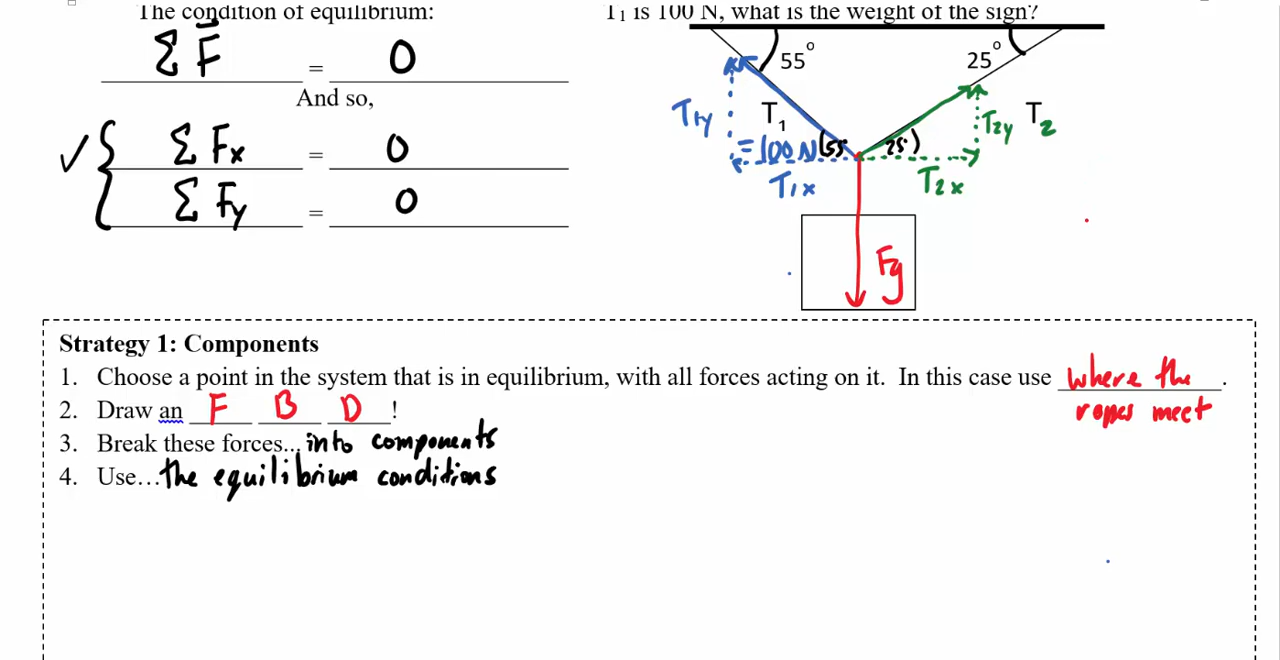 The condition of equilibrium:
Σ F = 0
And so,
Σ Fx = 0
Σ Fy = 0
T1 is 100 N, what is the weight of the sign?
55°
25°
T1y
T1
= 100 N
55
25°
T2y
T2
T1x
T2x
Fg
Strategy 1: Components
1. Choose a point in the system that is in equilibrium, with all forces acting on it. In this case use where the ropes meet.
2. Draw an F B D !
3. Break these forces... into components
4. Use… the equilibrium conditions